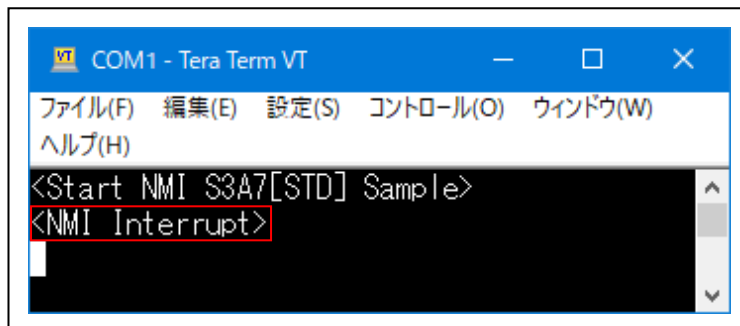 COM1 - Tera Term VT
ファイル(F) 編集(E) 設定(S) コントロール(O) ウィンドウ(W)
ヘルプ(H)
<Start NMI S3A7[STD] Sample>
<NMI Interrupt>